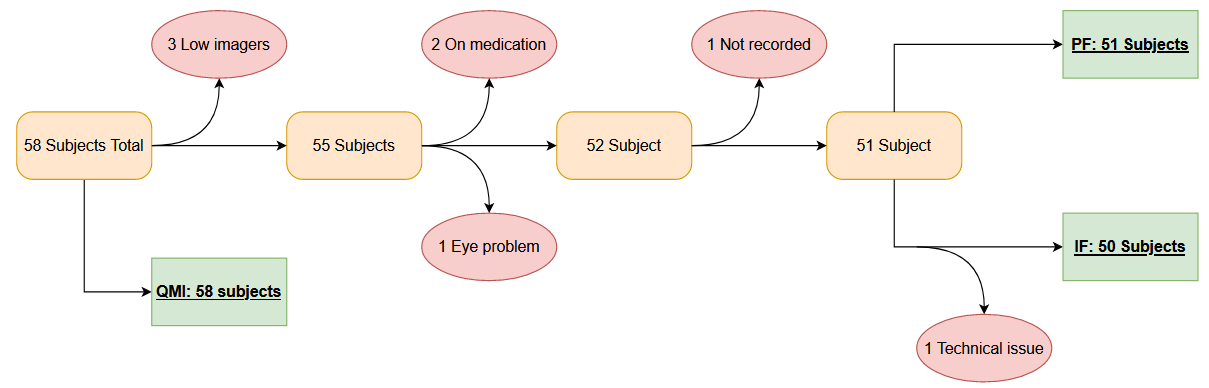 3 Low imagers
2 On medication
1 Not recorded
PF: 51 Subjects
58 Subjects Total
55 Subjects
52 Subject
51 Subject
1 Eye problem
IF: 50 Subjects
QMI: 58 subjects
1 Technical issue